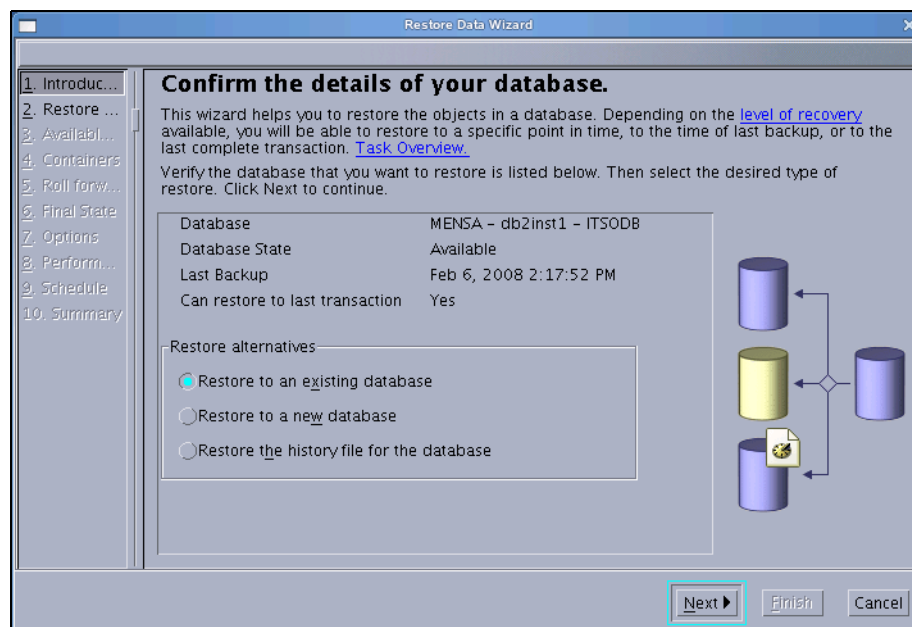 Restore Data Wizard
1. Introduc...
2. Restore ...
3. Availabl...
4. Containers
5. Roll forw...
6. Final State
7. Options
8. Perform...
9. Schedule
10. Summary
Confirm the details of your database.
This wizard helps you to restore the objects in a database. Depending on the level of recovery
available, you will be able to restore to a specific point in time, to the time of last backup, or to the
last complete transaction. Task Overview.
Verify the database that you want to restore is listed below. Then select the desired type of
restore. Click Next to continue.
Database MENSA - db2inst1 - ITSODB
Database State Available
Last Backup Feb 6, 2008 2:17:52 PM
Can restore to last transaction Yes
Restore alternatives
Restore to an existing database
Restore to a new database
Restore the history file for the database
Next
Finish
Cancel